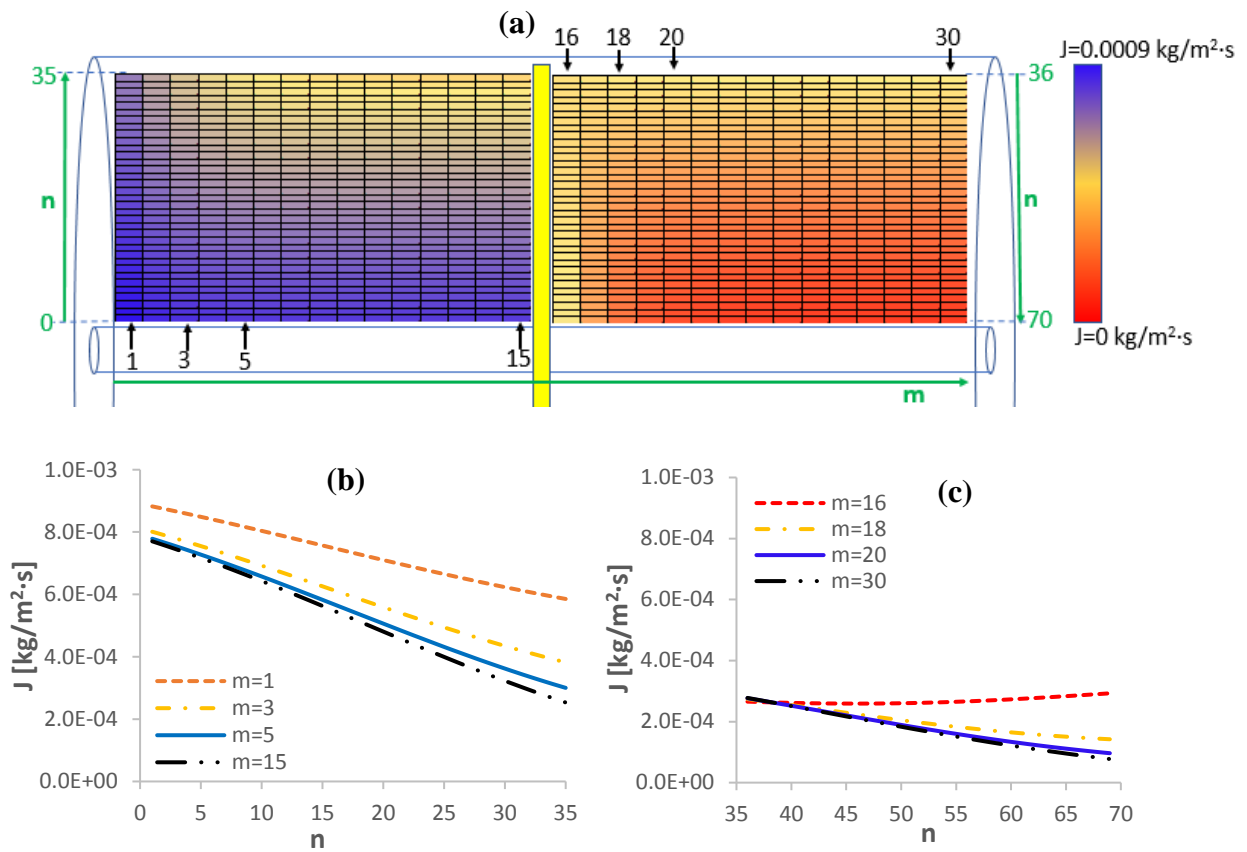 (a)
16 18 20 30
J=0.0009 kg/m²·s
35 36
n n
0 70
J=0 kg/m²·s
1 3 5 15
m
(b)
J [kg/m²·s]
1.0E-03
8.0E-04
6.0E-04
4.0E-04
2.0E-04
0.0E+00
m=1
m=3
m=5
m=15
0 5 10 15 20 25 30 35
n
(c)
J [kg/m²·s]
1.0E-03
8.0E-04
6.0E-04
4.0E-04
2.0E-04
0.0E+00
m=16
m=18
m=20
m=30
35 40 45 50 55 60 65 70
n